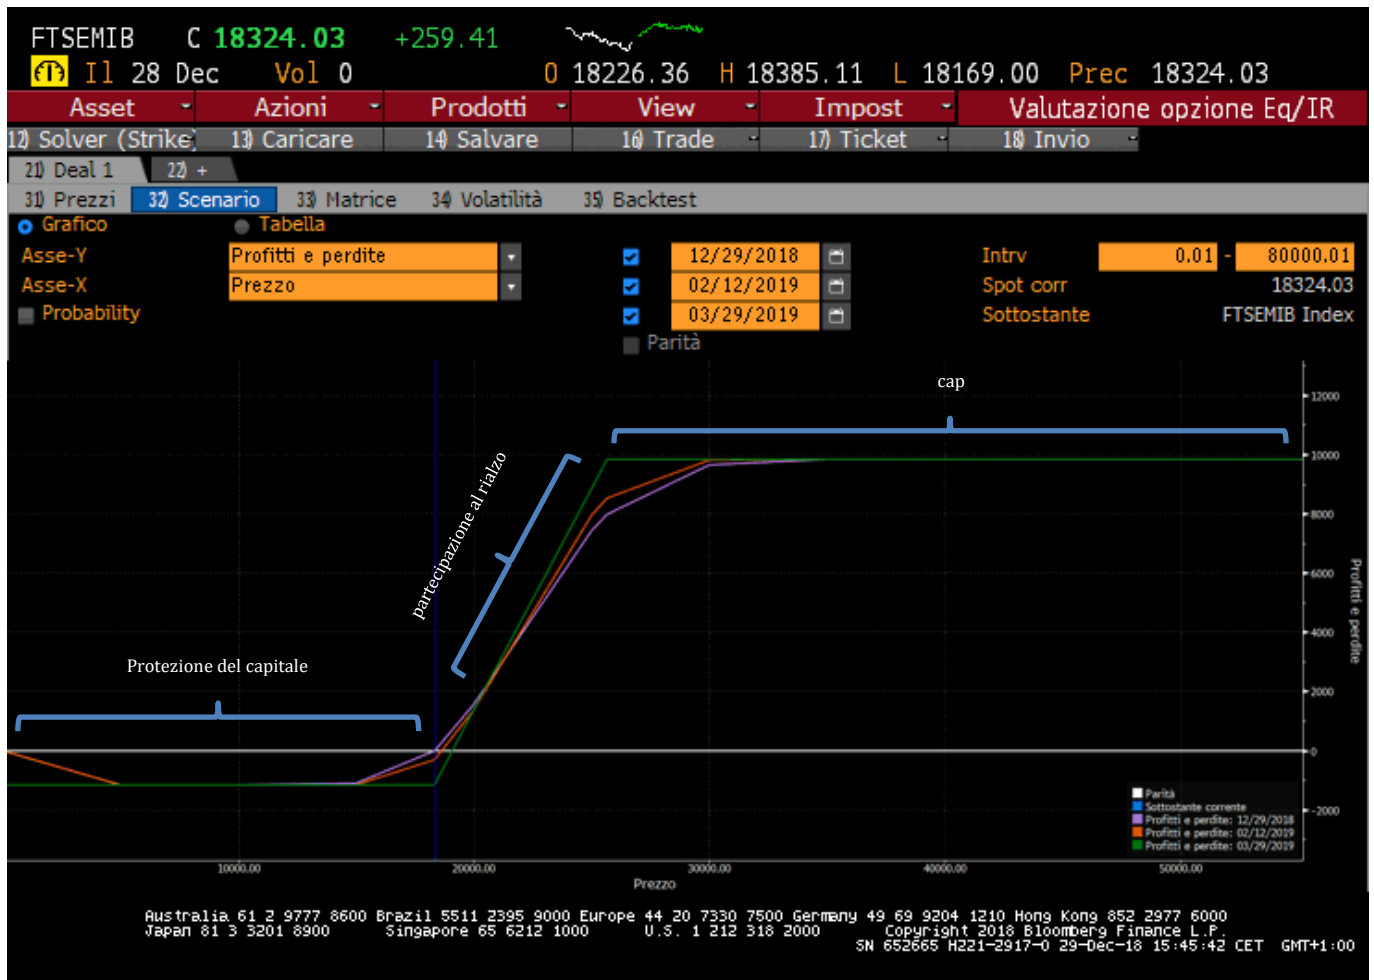 FTSEMIB C 18324.03 +259.41
Il 28 Dec Vol 0 O 18226.36 H 18385.11 L 18169.00 Prec 18324.03
Asset Azioni Prodotti View Impost Valutazione opzione Eq/IR
12) Solver (Strike) 13) Caricare 14) Salvare 16) Trade 17) Ticket 18) Invio
21) Deal 1 22) +
31) Prezzi 32) Scenario 33) Matrice 34) Volatilità 35) Backtest
Grafico Tabella
Asse-Y Profitti e perdite 12/29/2018 Intrv 0.01 - 80000.01
Asse-X Prezzo 02/12/2019 Spot corr 18324.03
Probability 03/29/2019 Sottostante FTSEMIB Index
Parità
cap
12000
partecipazione al rialzo
10000
8000
6000
Profitti e perdite
4000
Protezione del capitale
2000
0
Parità
Sottostante corrente
Profitti e perdite: 12/29/2018
Profitti e perdite: 02/12/2019
Profitti e perdite: 03/29/2019
-2000
10000.00 20000.00 30000.00 40000.00 50000.00
Prezzo
Australia 61 2 9777 8600 Brazil 5511 2395 9000 Europe 44 20 7330 7500 Germany 49 69 9204 1210 Hong Kong 852 2977 6000
Japan 81 3 3201 8900 Singapore 65 6212 1000 U.S. 1 212 318 2000 Copyright 2018 Bloomberg Finance L.P.
SN 652665 H221-2917-0 29-Dec-18 15:45:42 CET GMT+1:00